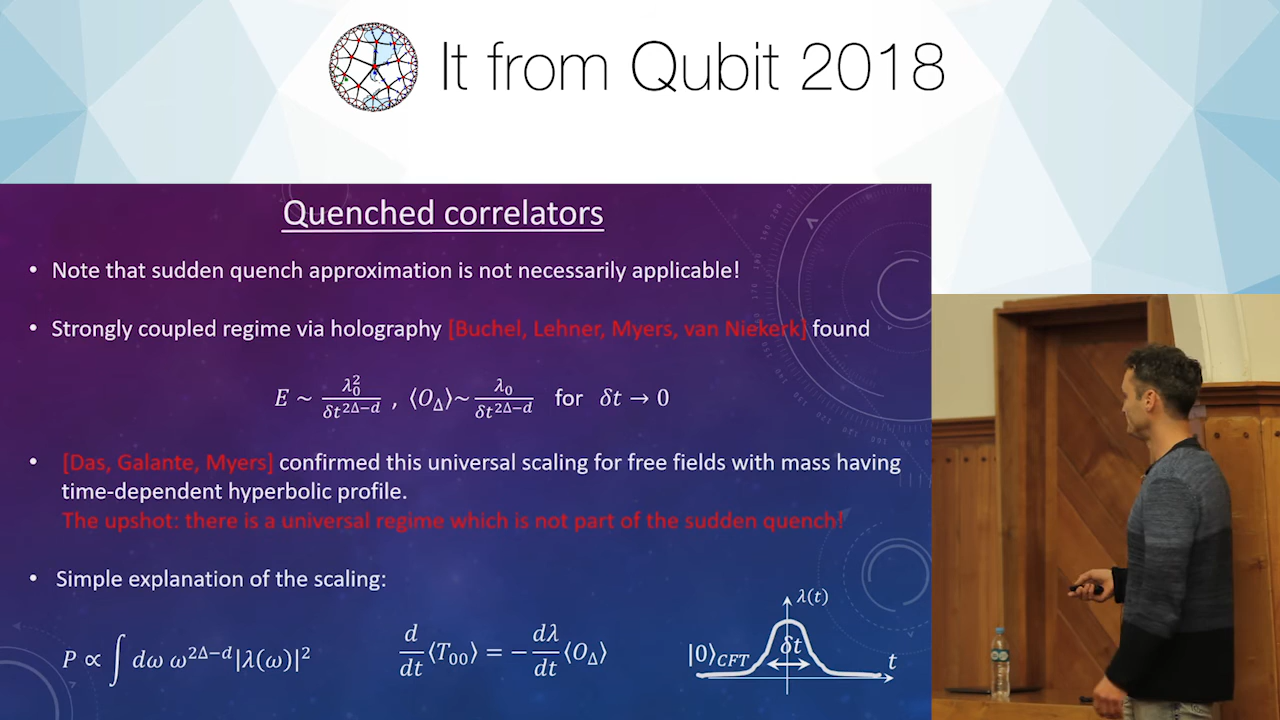 It from Qubit 2018
Quenched correlators
• Note that sudden quench approximation is not necessarily applicable!
• Strongly coupled regime via holography [Buchel, Lehner, Myers, van Niekerk] found
E ~ λ₀²/δt^{2Δ−d} , ⟨O_Δ⟩~ λ₀/δt^{2Δ−d} for δt → 0
• [Das, Galante, Myers] confirmed this universal scaling for free fields with mass having
time-dependent hyperbolic profile.
The upshot: there is a universal regime which is not part of the sudden quench!
• Simple explanation of the scaling:
P ∝ ∫ dω ω^{2Δ−d}|λ(ω)|²
d/dt ⟨T₀₀⟩ = − dλ/dt ⟨O_Δ⟩
λ(t)
δt
|0⟩_{CFT}
t